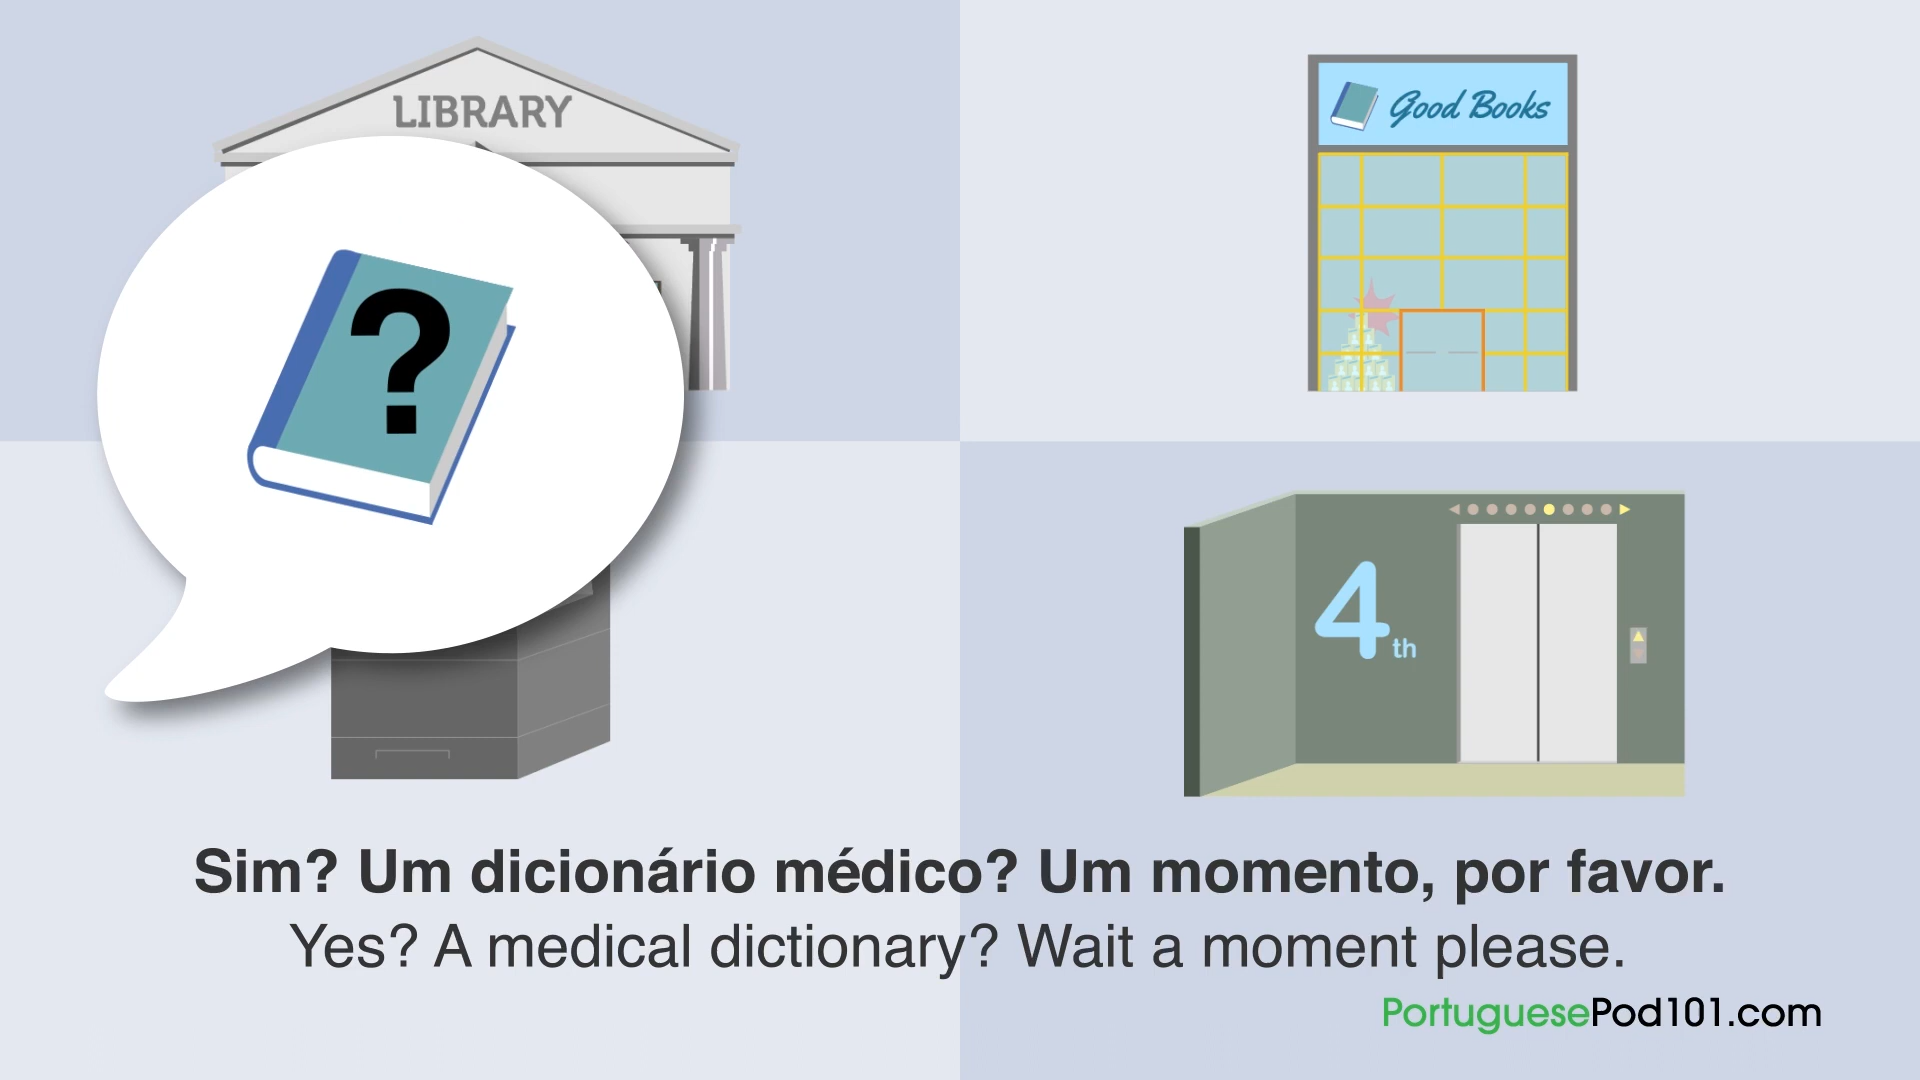 LIBRARY
Good Books
?
4th
Sim? Um dicionário médico? Um momento, por favor.
Yes? A medical dictionary? Wait a moment please.
PortuguesePod101.com